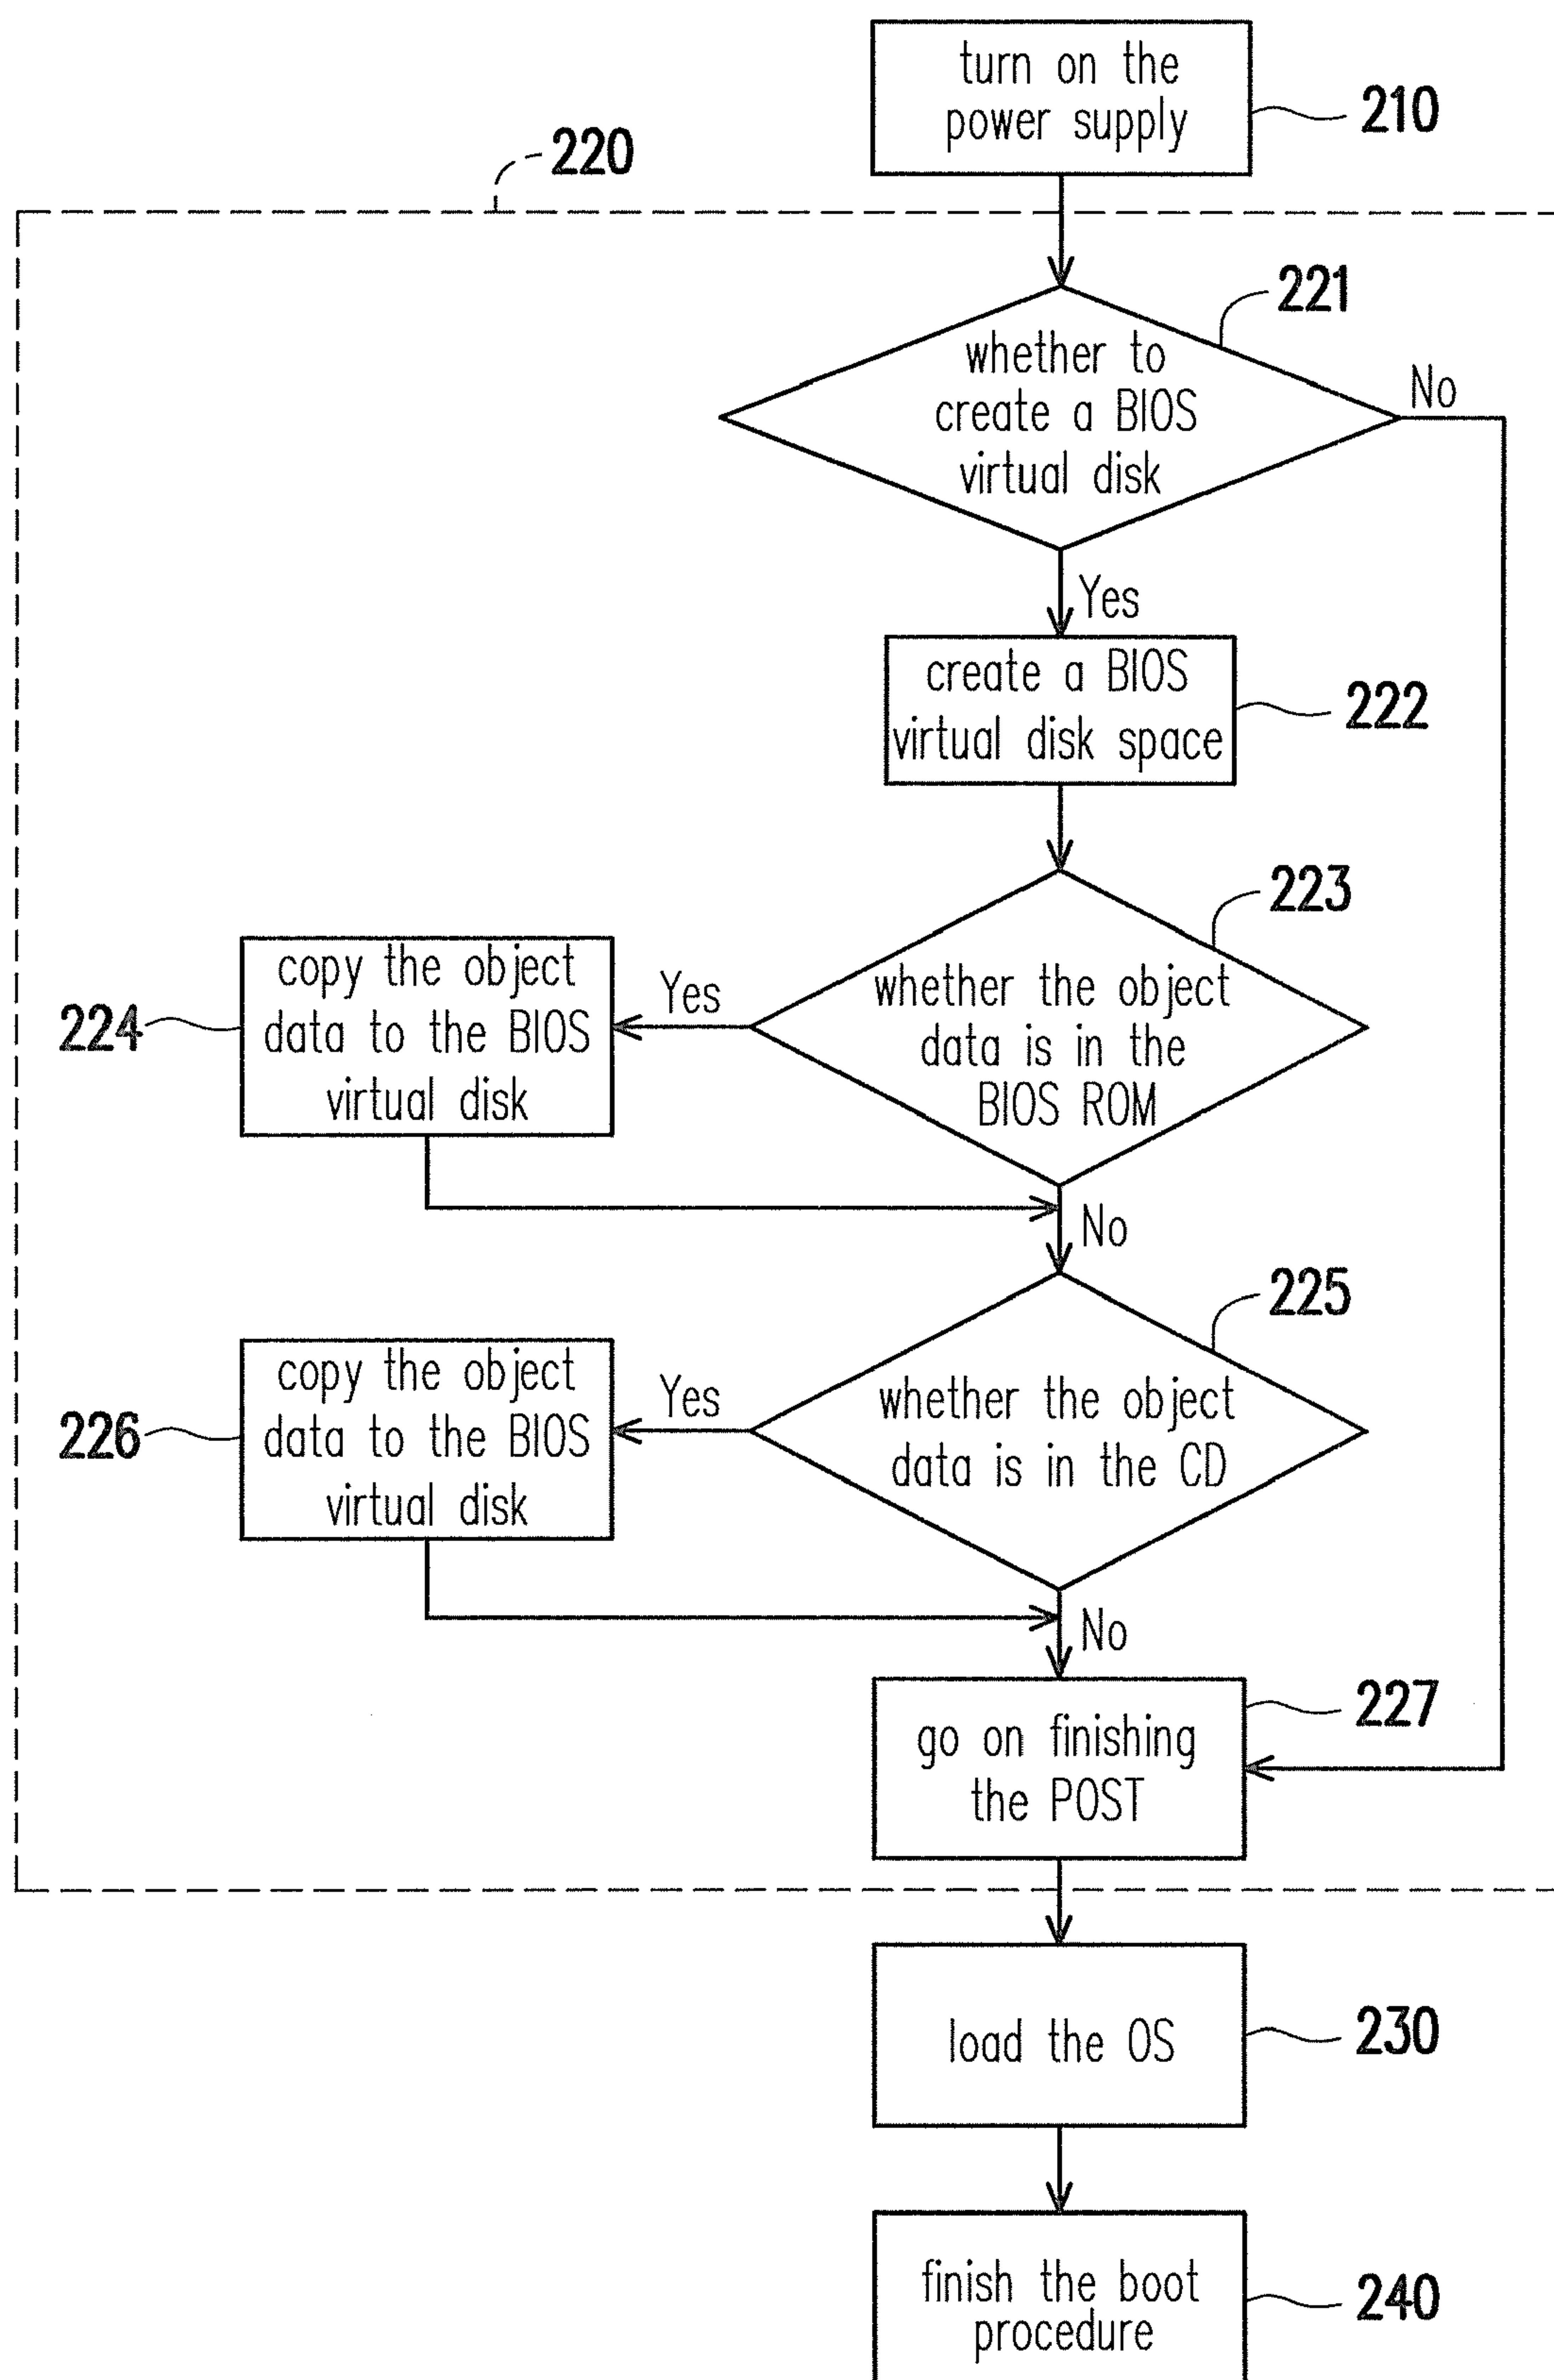 turn on the
power supply
210
220
221
whether to
create a BIOS
virtual disk
No
Yes
create a BIOS
virtual disk space
222
223
whether the object
data is in the
BIOS ROM
Yes
copy the object
data to the BIOS
virtual disk
224
No
225
whether the object
data is in the CD
Yes
copy the object
data to the BIOS
virtual disk
226
No
227
go on finishing
the POST
load the OS
230
finish the boot
procedure
240